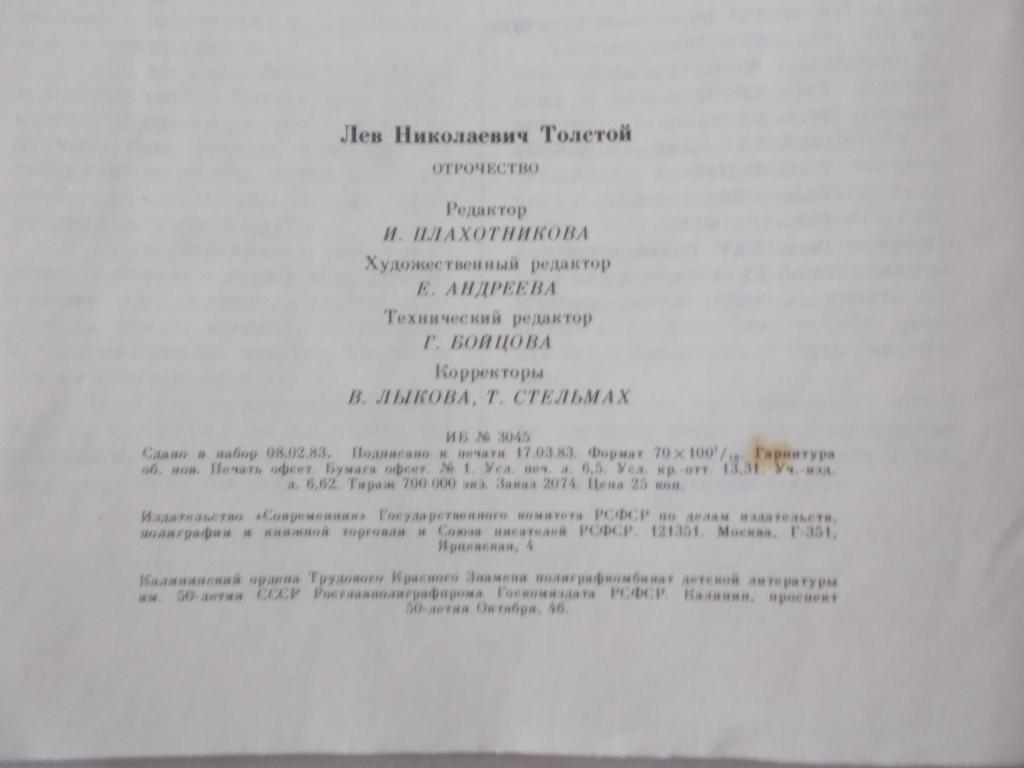 Лев Николаевич Толстой
ОТРОЧЕСТВО
Редактор
И. ПЛАХОТНИКОВА
Художественный редактор
Е. АНДРЕЕВА
Технический редактор
Г. БОЙЦОВА
Корректоры
В. ЛЫКОВА, Т. СТЕЛЬМАХ
ИБ № 3045
Сдано в набор 08.02.83. Подписано к печати 17.03.83. Формат 70×100¹/₁₆. Гарнитура
об. нов. Печать офсет. Бумага офсет. № 1. Усл. печ. л. 6,5. Усл. кр.-отт. 13,31. Уч.-изд.
л. 6,62. Тираж 700 000 экз. Заказ 2074. Цена 25 коп.
Издательство «Современник» Государственного комитета РСФСР по делам издательств,
полиграфии и книжной торговли и Союза писателей РСФСР. 121351. Москва, Г-351,
Ярцевская, 4
Калининский ордена Трудового Красного Знамени полиграфкомбинат детской литературы
им. 50-летия СССР Росглавполиграфпрома Госкомиздата РСФСР. Калинин, проспект
50-летия Октября, 46.